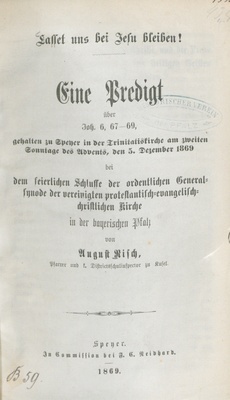 Lasset uns bei Jesu bleiben!
Eine Predigt
über
Joh. 6, 67–69,
gehalten zu Speyer in der Trinitatiskirche am zweiten
Sonntage des Advents, den 5. Dezember 1869
bei
dem feierlichen Schlusse der ordentlichen General-
synode der vereinigten protestantisch-evangelisch-
christlichen Kirche
in der bayerischen Pfalz
von
August Risch,
Pfarrer und k. Distriktsschulinspector zu Kusel.
Speyer.
In Commission bei F. C. Neidhard.
1869.
B 59.